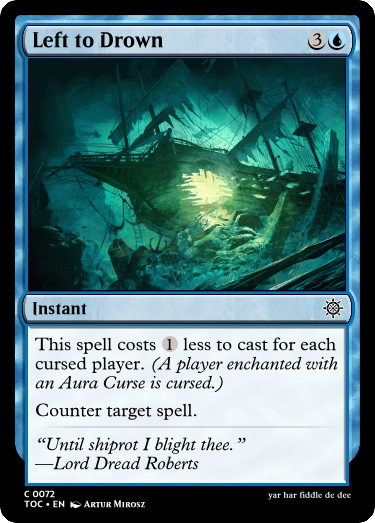 Left to Drown 3
Instant
This spell costs 1 less to cast for each
cursed player. (A player enchanted with
an Aura Curse is cursed.)
Counter target spell.
“Until shiprot I blight thee.”
—Lord Dread Roberts
C 0072
TOC • EN Artur Mirosz yar har fiddle de dee